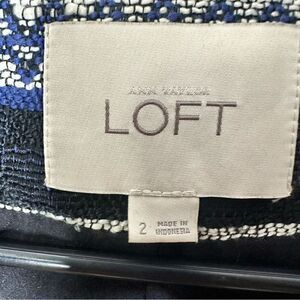 ANN TAYLOR
LOFT
2 MADE IN
INDONESIA